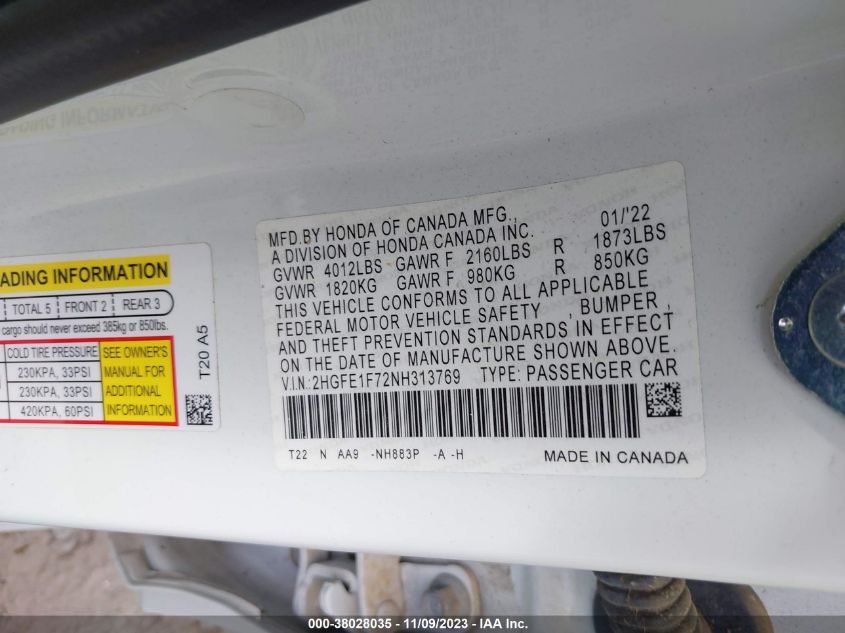 MFD.BY HONDA OF CANADA MFG., 01/'22
A DIVISION OF HONDA CANADA INC.
GVWR 4012LBS GAWR F 2160LBS R 1873LBS
GVWR 1820KG GAWR F 980KG R 850KG
THIS VEHICLE CONFORMS TO ALL APPLICABLE
FEDERAL MOTOR VEHICLE SAFETY , BUMPER ,
AND THEFT PREVENTION STANDARDS IN EFFECT
ON THE DATE OF MANUFACTURE SHOWN ABOVE.
V.I.N:2HGFE1F72NH313769 TYPE:PASSENGER CAR
T22 N AA9 -NH883P -A -H MADE IN CANADA
ADING INFORMATION
TOTAL 5 FRONT 2 REAR 3
cargo should never exceed 385kg or 850lbs.
COLD TIRE PRESSURE SEE OWNER'S
230KPA, 33PSI MANUAL FOR
230KPA, 33PSI ADDITIONAL
420KPA, 60PSI INFORMATION
T20 A5
000-38028035 - 11/09/2023 - IAA Inc.